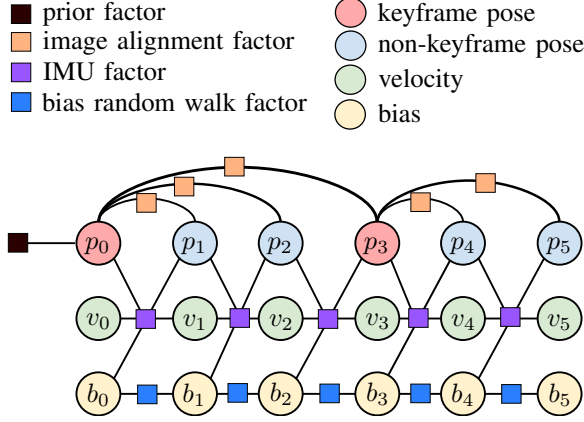 prior factor
image alignment factor
IMU factor
bias random walk factor
keyframe pose
non-keyframe pose
velocity
bias
p0 p1 p2 p3 p4 p5
v0 v1 v2 v3 v4 v5
b0 b1 b2 b3 b4 b5